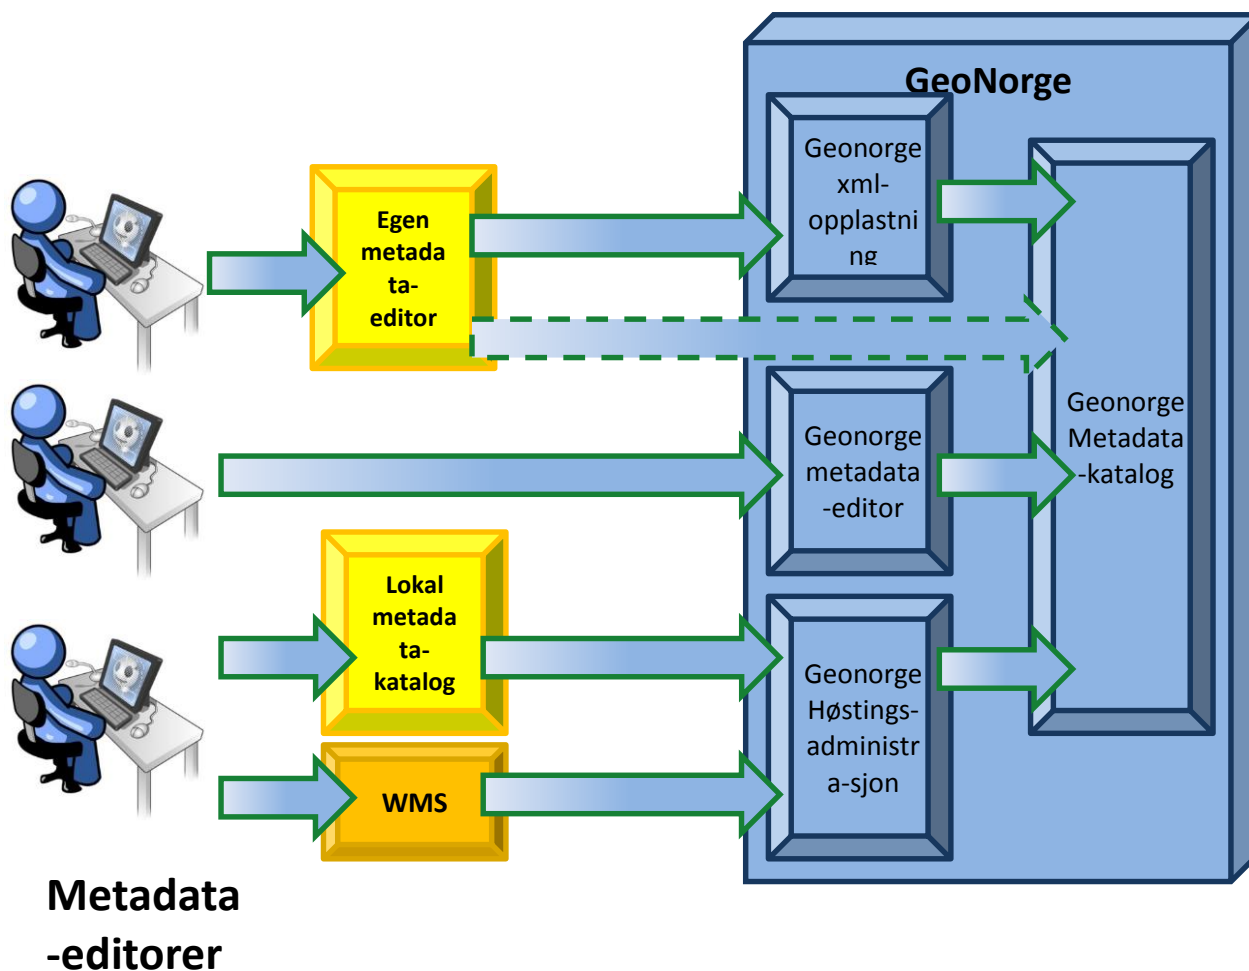 GeoNorge
Geonorge
xml-
opplastni
ng
Egen
metada
ta-
editor
Geonorge
metadata
-editor
Geonorge
Metadata
-katalog
Lokal
metada
ta-
katalog
Geonorge
Høstings-
administr
a-sjon
WMS
Metadata
-editorer